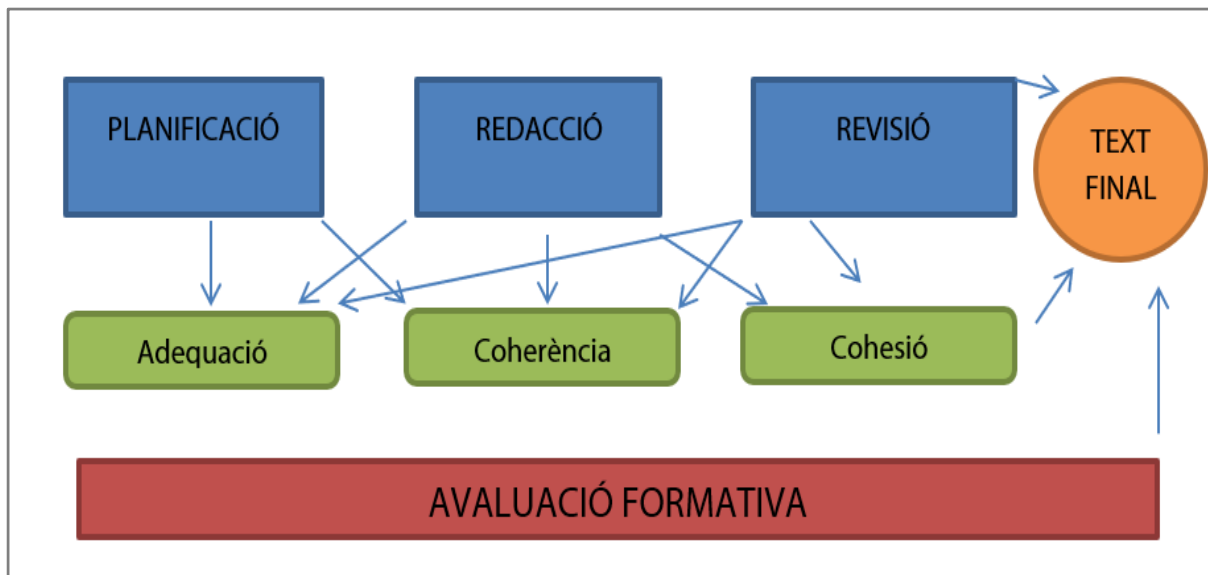 PLANIFICACIÓ
REDACCIÓ
REVISIÓ
TEXT
FINAL
Adequació
Coherència
Cohesió
AVALUACIÓ FORMATIVA